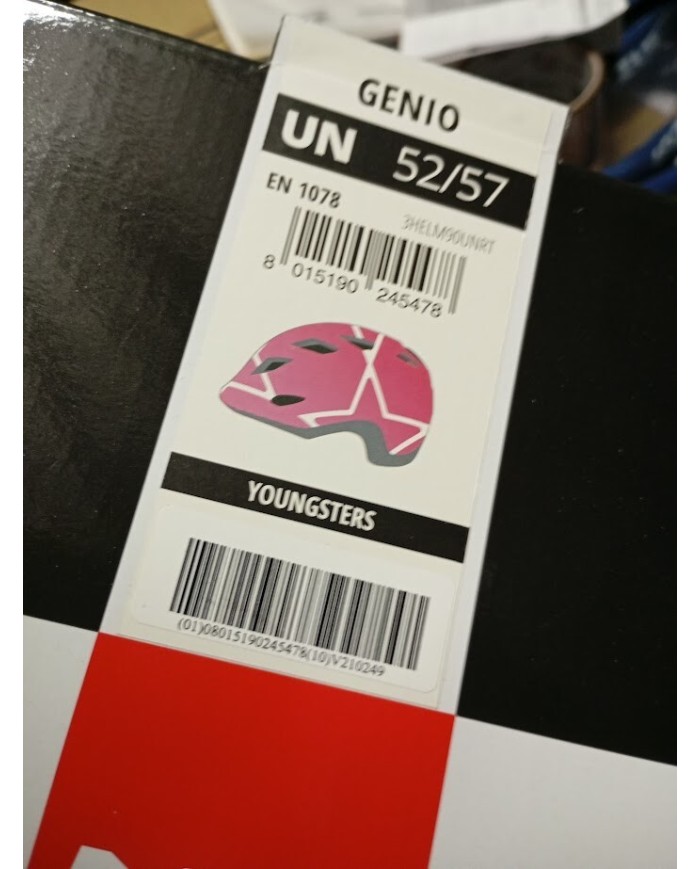 GENIO
UN 52/57
EN 1078
3HELM90UNRT
8 015190 245478
YOUNGSTERS
(01)08015190245478(10)V210249